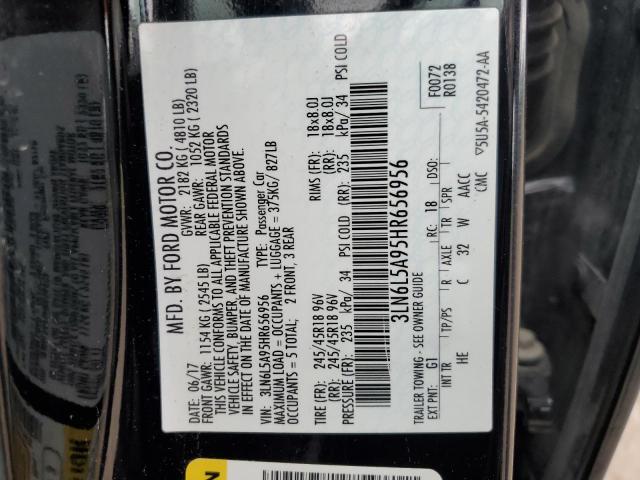 MFD. BY FORD MOTOR CO.
DATE: 06/17 GVWR: 2182 KG ( 4810 LB)
FRONT GAWR: 1154 KG (2545 LB) REAR GAWR: 1052 KG ( 2320 LB)
THIS VEHICLE CONFORMS TO ALL APPLICABLE FEDERAL MOTOR
VEHICLE SAFETY, BUMPER, AND THEFT PREVENTION STANDARDS
IN EFFECT ON THE DATE OF MANUFACTURE SHOWN ABOVE.
VIN: 3LN6L5A95HR656956 TYPE: Passenger Car
MAXIMUM LOAD = OCCUPANTS + LUGGAGE = 375KG/ 827LB
OCCUPANTS = 5 TOTAL: 2 FRONT, 3 REAR
TIRE (FR): 245/45R18 96V RIMS (FR): 18x8.0J
(RR): 245/45R18 96V (RR): 18x8.0J
PRESSURE (FR): 235 kPa/ 34 PSI COLD (RR): 235 kPa/ 34 PSI COLD
3LN6L5A95HR656956
TRAILER TOWING - SEE OWNER GUIDE F0072
EXT PNT: G1 RC: 18 DSO: R0138
INT TR TP/PS R AXLE TR SPR
HE C 32 W AACC
CMC ▽5U5A-5420472-AA